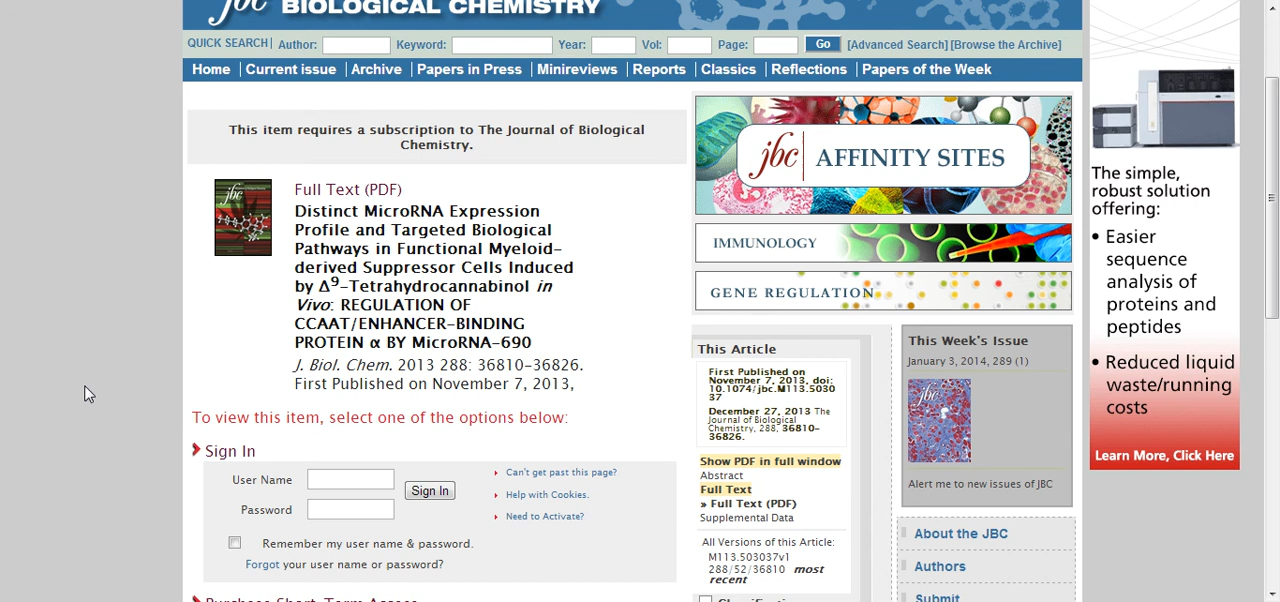 jbc BIOLOGICAL CHEMISTRY
QUICK SEARCH| Author: Keyword: Year: Vol: Page: Go [Advanced Search] [Browse the Archive]
Home | Current issue | Archive | Papers in Press | Minireviews | Reports | Classics | Reflections | Papers of the Week
This item requires a subscription to The Journal of Biological
Chemistry.
jbc
Full Text (PDF)
Distinct MicroRNA Expression
Profile and Targeted Biological
Pathways in Functional Myeloid-
derived Suppressor Cells Induced
by Δ9-Tetrahydrocannabinol in
Vivo: REGULATION OF
CCAAT/ENHANCER-BINDING
PROTEIN α BY MicroRNA-690
J. Biol. Chem. 2013 288: 36810-36826.
First Published on November 7, 2013,
To view this item, select one of the options below:
Sign In
User Name
Password
Sign In
Remember my user name & password.
Forgot your user name or password?
Can't get past this page?
Help with Cookies.
Need to Activate?
Purchase Short-Term Access
jbc AFFINITY SITES
IMMUNOLOGY
GENE REGULATION
This Article
First Published on
November 7, 2013, doi:
10.1074/jbc.M113.5030
37
December 27, 2013 The
Journal of Biological
Chemistry, 288, 36810-
36826.
Show PDF in full window
Abstract
Full Text
» Full Text (PDF)
Supplemental Data
All Versions of this Article:
M113.503037v1
288/52/36810 most
recent
This Week's Issue
January 3, 2014, 289 (1)
jbc
Alert me to new issues of JBC
About the JBC
Authors
Submit
The simple,
robust solution
offering:
• Easier
sequence
analysis of
proteins and
peptides
• Reduced liquid
waste/running
costs
Learn More, Click Here